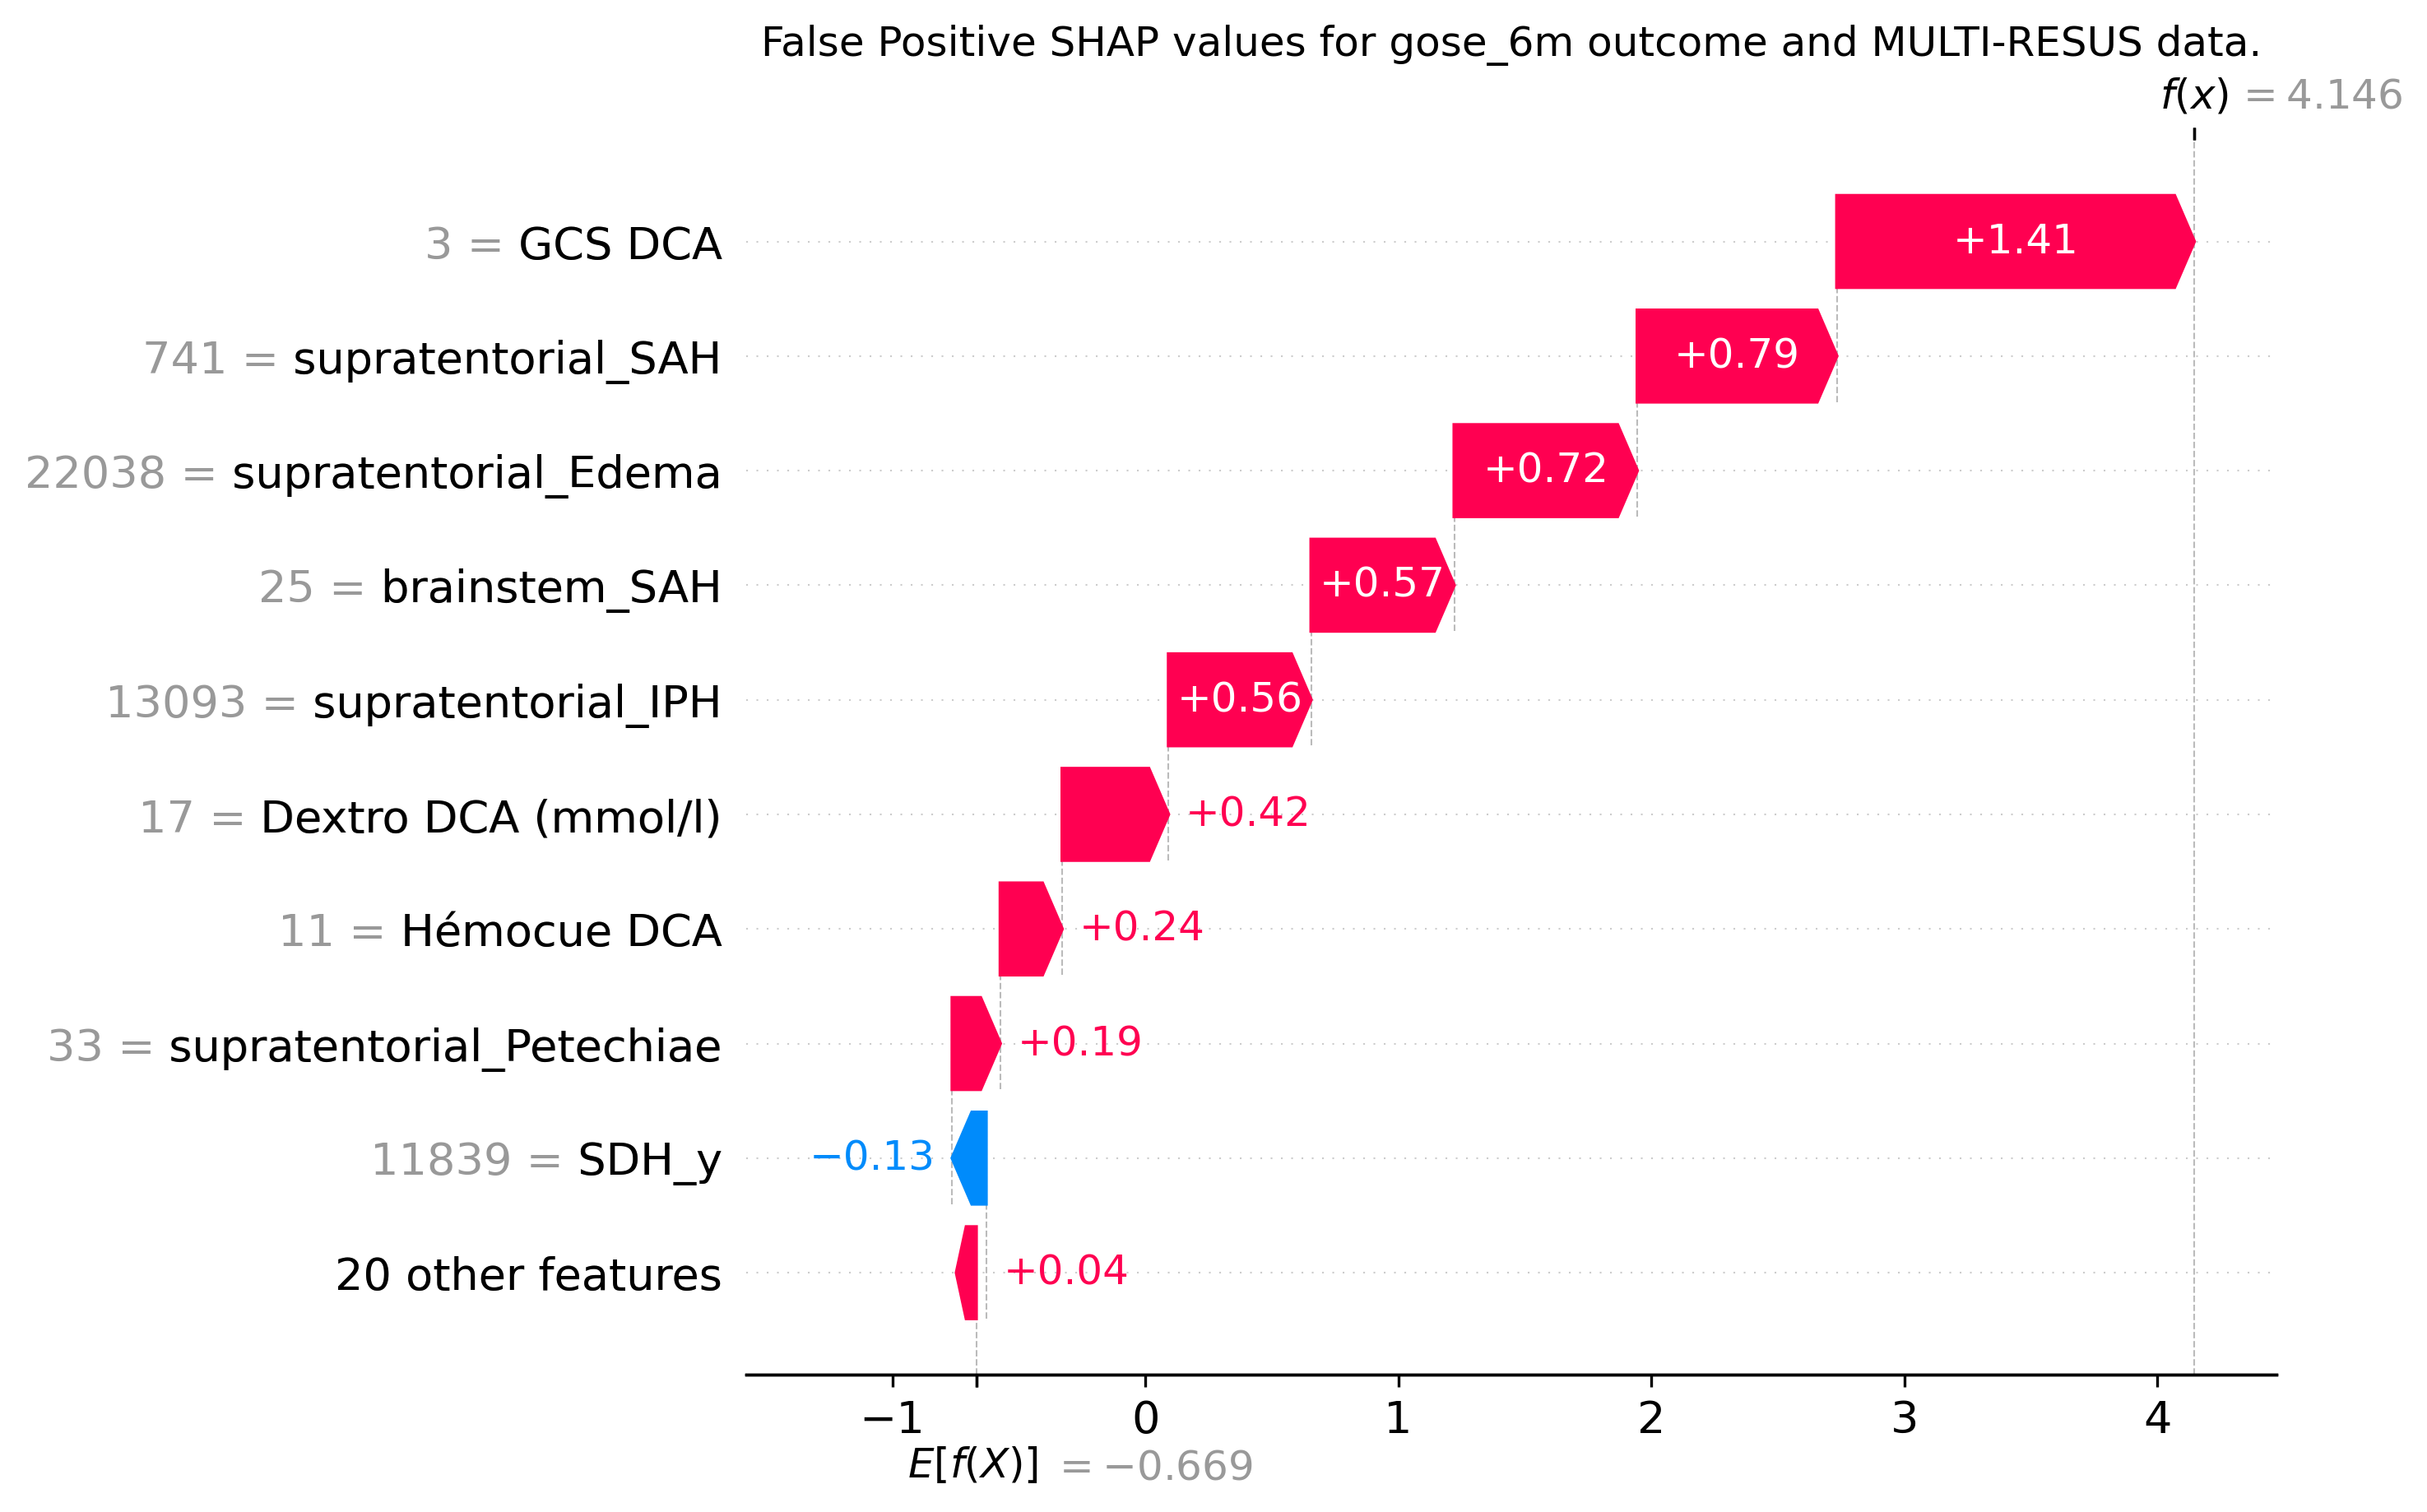 False Positive SHAP values for gose_6m outcome and MULTI-RESUS data.
f(x) = 4.146
3 = GCS DCA
+1.41
741 = supratentorial_SAH
+0.79
22038 = supratentorial_Edema
+0.72
25 = brainstem_SAH
+0.57
13093 = supratentorial_IPH
+0.56
17 = Dextro DCA (mmol/l)
+0.42
11 = Hémocue DCA
+0.24
33 = supratentorial_Petechiae
+0.19
11839 = SDH_y
−0.13
20 other features
+0.04
−1 0 1 2 3 4
E[f(X)] = −0.669